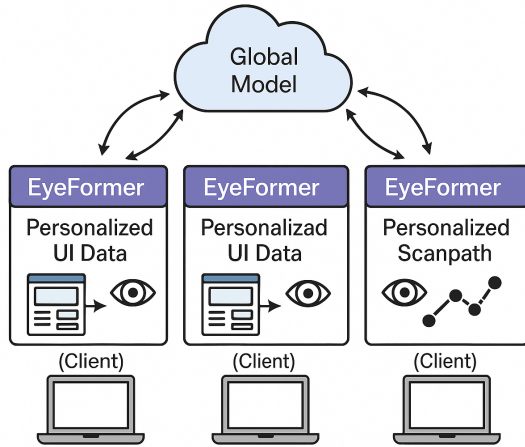 Global
Model
EyeFormer
Personalized
UI Data
(Client)
EyeFormer
Personalizad
UI Data
(Client)
EyeFormer
Personalized
Scanpath
(Client)